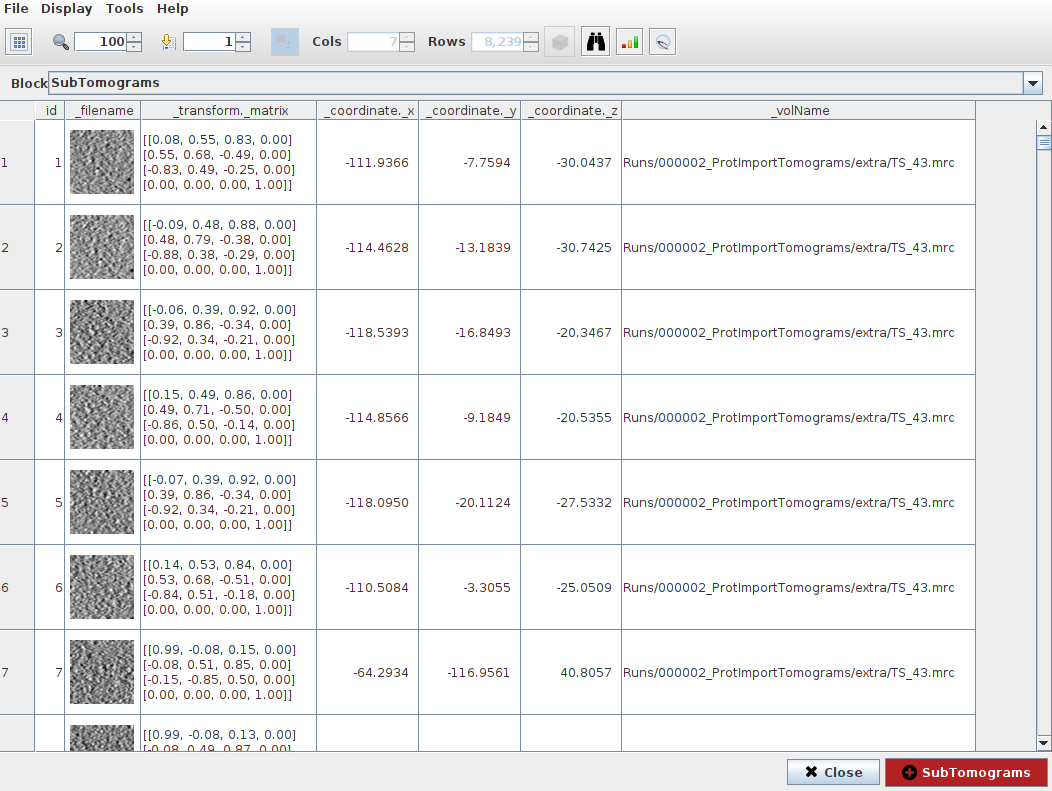 File Display Tools Help
100 1 Cols 7 Rows 8,239
Block SubTomograms
id _filename _transform._matrix _coordinate._x _coordinate._y _coordinate._z _volName
1 1 [[0.08, 0.55, 0.83, 0.00]
[0.55, 0.68, -0.49, 0.00]
[-0.83, 0.49, -0.25, 0.00]
[0.00, 0.00, 0.00, 1.00]] -111.9366 -7.7594 -30.0437 Runs/000002_ProtImportTomograms/extra/TS_43.mrc
2 2 [[-0.09, 0.48, 0.88, 0.00]
[0.48, 0.79, -0.38, 0.00]
[-0.88, 0.38, -0.29, 0.00]
[0.00, 0.00, 0.00, 1.00]] -114.4628 -13.1839 -30.7425 Runs/000002_ProtImportTomograms/extra/TS_43.mrc
3 3 [[-0.06, 0.39, 0.92, 0.00]
[0.39, 0.86, -0.34, 0.00]
[-0.92, 0.34, -0.21, 0.00]
[0.00, 0.00, 0.00, 1.00]] -118.5393 -16.8493 -20.3467 Runs/000002_ProtImportTomograms/extra/TS_43.mrc
4 4 [[0.15, 0.49, 0.86, 0.00]
[0.49, 0.71, -0.50, 0.00]
[-0.86, 0.50, -0.14, 0.00]
[0.00, 0.00, 0.00, 1.00]] -114.8566 -9.1849 -20.5355 Runs/000002_ProtImportTomograms/extra/TS_43.mrc
5 5 [[-0.07, 0.39, 0.92, 0.00]
[0.39, 0.86, -0.34, 0.00]
[-0.92, 0.34, -0.21, 0.00]
[0.00, 0.00, 0.00, 1.00]] -118.0950 -20.1124 -27.5332 Runs/000002_ProtImportTomograms/extra/TS_43.mrc
6 6 [[0.14, 0.53, 0.84, 0.00]
[0.53, 0.68, -0.51, 0.00]
[-0.84, 0.51, -0.18, 0.00]
[0.00, 0.00, 0.00, 1.00]] -110.5084 -3.3055 -25.0509 Runs/000002_ProtImportTomograms/extra/TS_43.mrc
7 7 [[0.99, -0.08, 0.15, 0.00]
[-0.08, 0.51, 0.85, 0.00]
[-0.15, -0.85, 0.50, 0.00]
[0.00, 0.00, 0.00, 1.00]] -64.2934 -116.9561 40.8057 Runs/000002_ProtImportTomograms/extra/TS_43.mrc
[[0.99, -0.08, 0.13, 0.00]
[-0.08, 0.49, 0.87, 0.00]
Close SubTomograms